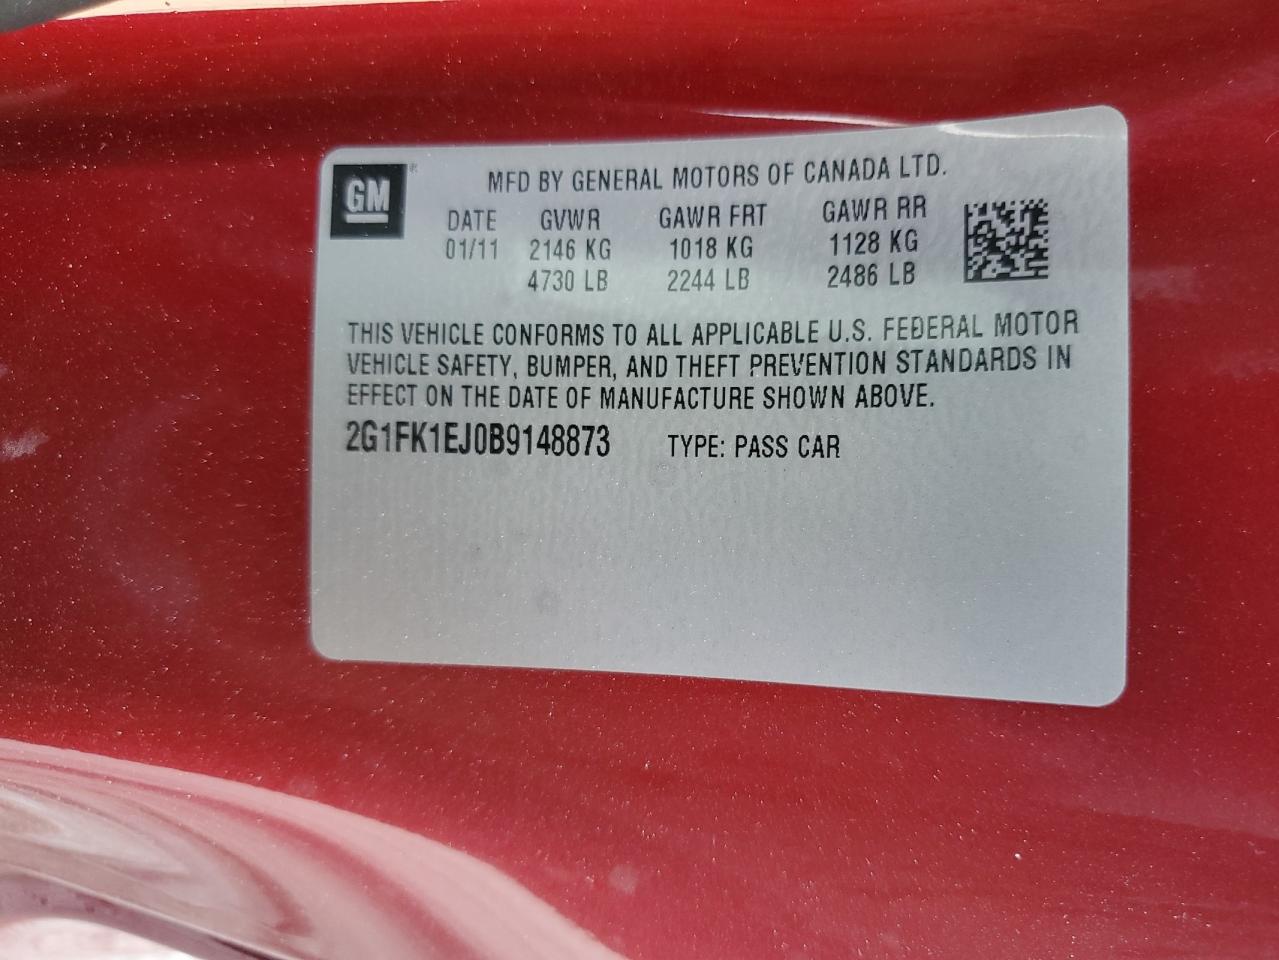 GM®
MFD BY GENERAL MOTORS OF CANADA LTD.
DATE GVWR GAWR FRT GAWR RR
01/11 2146 KG 1018 KG 1128 KG
4730 LB 2244 LB 2486 LB
THIS VEHICLE CONFORMS TO ALL APPLICABLE U.S. FEDERAL MOTOR
VEHICLE SAFETY, BUMPER, AND THEFT PREVENTION STANDARDS IN
EFFECT ON THE DATE OF MANUFACTURE SHOWN ABOVE.
2G1FK1EJ0B9148873 TYPE: PASS CAR